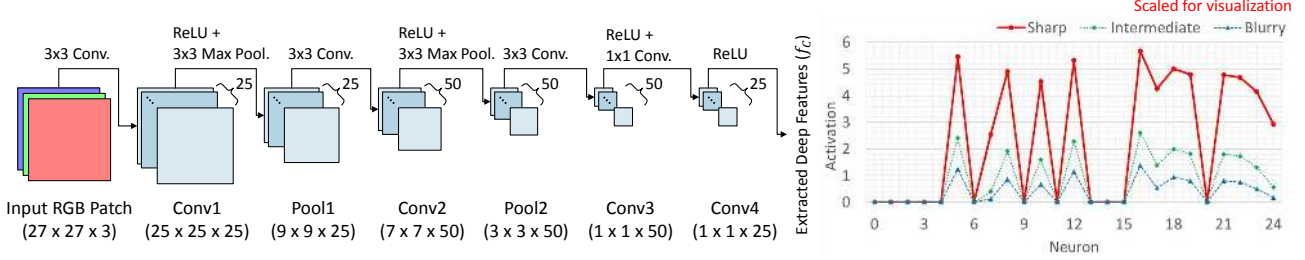 Scaled for visualization
ReLU +
3x3 Max Pool.
ReLU +
3x3 Max Pool.
ReLU +
1x1 Conv.
3x3 Conv.
3x3 Conv.
3x3 Conv.
ReLU
25
25
50
50
50
25
Input RGB Patch
(27 x 27 x 3)
Conv1
(25 x 25 x 25)
Pool1
(9 x 9 x 25)
Conv2
(7 x 7 x 50)
Pool2
(3 x 3 x 50)
Conv3
(1 x 1 x 50)
Conv4
(1 x 1 x 25)
Extracted Deep Features (f_C)
Sharp Intermediate Blurry
Activation
6
5
4
3
2
1
0
0 3 6 9 12 15 18 21 24
Neuron